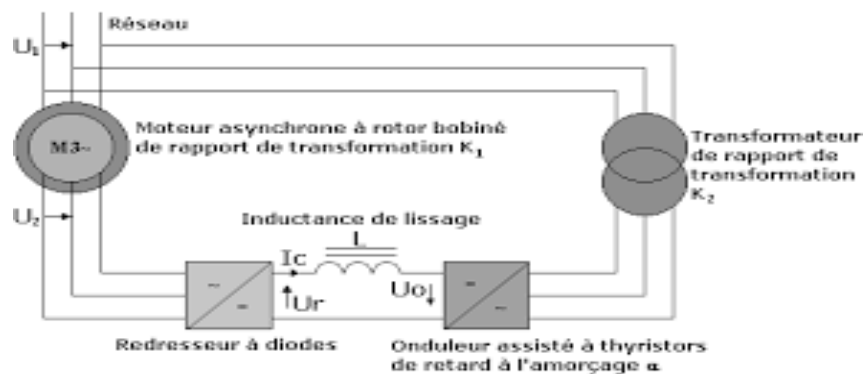 Réseau
U₁
Moteur asynchrone à rotor bobiné
de rapport de transformation K₁
M3~
Transformateur
de rapport de
transformation
K₂
U₂
Inductance de lissage
L
Ic
Ur
Uo
~
=
=
~
Redresseur à diodes
Onduleur assisté à thyristors
de retard à l'amorçage α